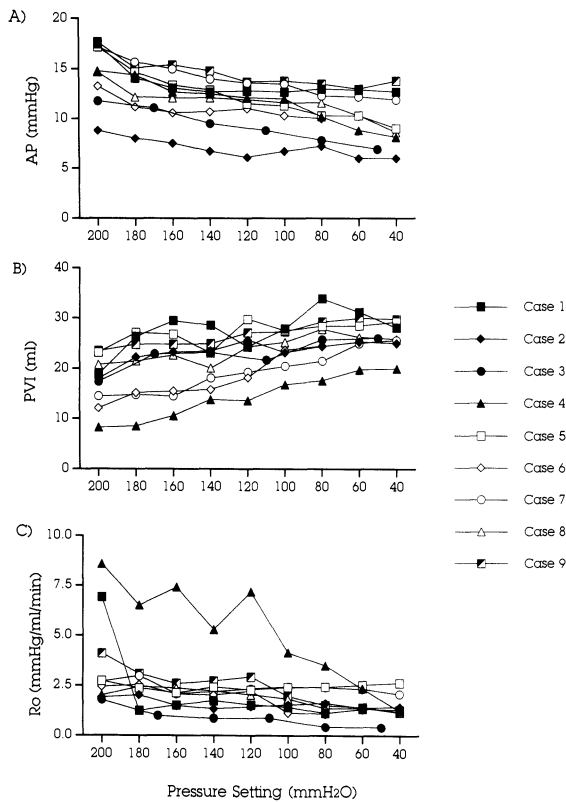 A)
AP (mmHg)
20
15
10
5
0
200 180 160 140 120 100 80 60 40
B)
PVI (ml)
40
30
20
10
0
200 180 160 140 120 100 80 60 40
Case 1
Case 2
Case 3
Case 4
Case 5
Case 6
Case 7
Case 8
Case 9
C)
Ro (mmHg/ml/min)
10.0
7.5
5.0
2.5
0.0
200 180 160 140 120 100 80 60 40
Pressure Setting (mmH2O)